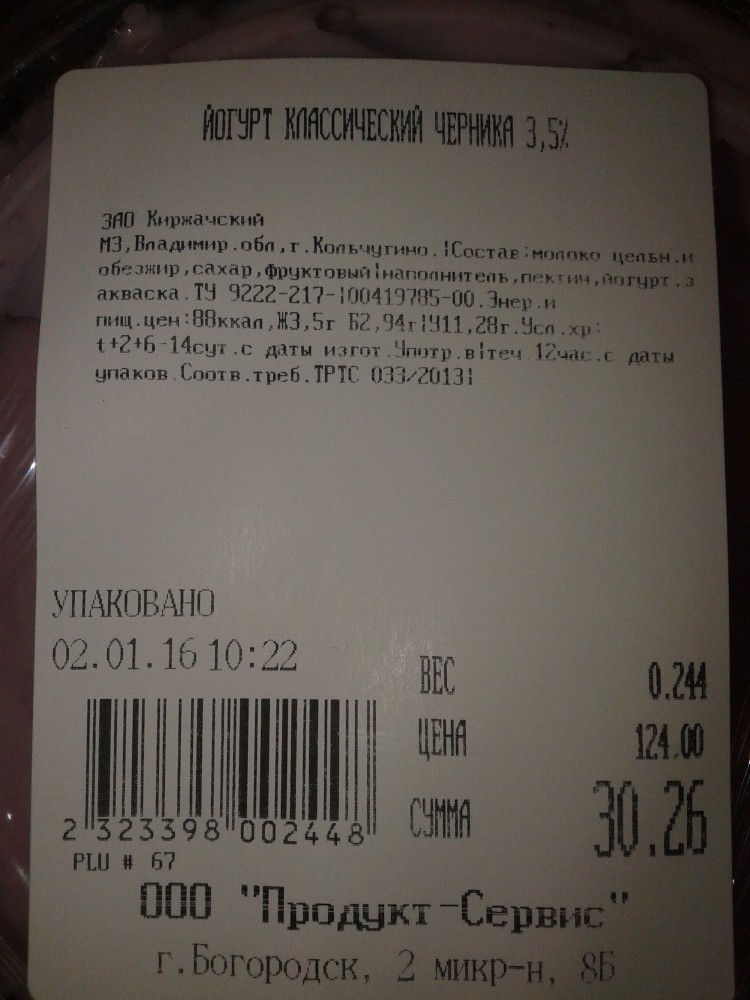 ЙОГУРТ КЛАССИЧЕСКИЙ ЧЕРНИКА 3,5%
ЗАО Киржачский
МЗ,Владимир.обл,г.Кольчугино.|Состав:молоко цельн.и
обезжир,сахар,фруктовый|наполнитель,пектин,йогурт.з
акваска.ТУ 9222-217-|00419785-00.Энер.и
пищ.цен:88ккал,Ж3,5г Б2,94г|У11,28г.Усл.хр:
t+2+6-14сут.с даты изгот.Употр.в|теч 12час.с даты
упаков.Соотв.треб.ТРТС 033/2013|
УПАКОВАНО
02.01.16 10:22
ВЕС 0.244
ЦЕНА 124.00
СУММА 30.26
2 323398 002448
PLU # 67
ООО "Продукт-Сервис"
г.Богородск, 2 микр-н, 8Б